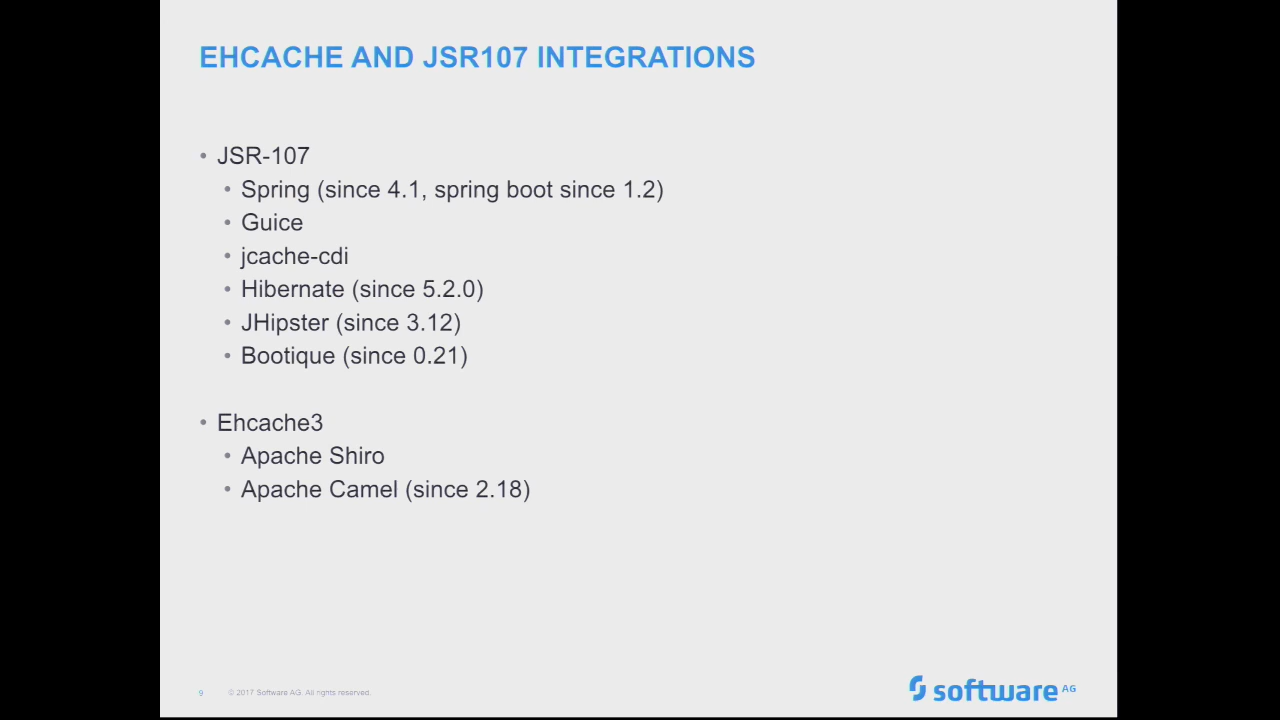 EHCACHE AND JSR107 INTEGRATIONS
• JSR-107
• Spring (since 4.1, spring boot since 1.2)
• Guice
• jcache-cdi
• Hibernate (since 5.2.0)
• JHipster (since 3.12)
• Bootique (since 0.21)
• Ehcache3
• Apache Shiro
• Apache Camel (since 2.18)
9 © 2017 Software AG. All rights reserved.
software AG